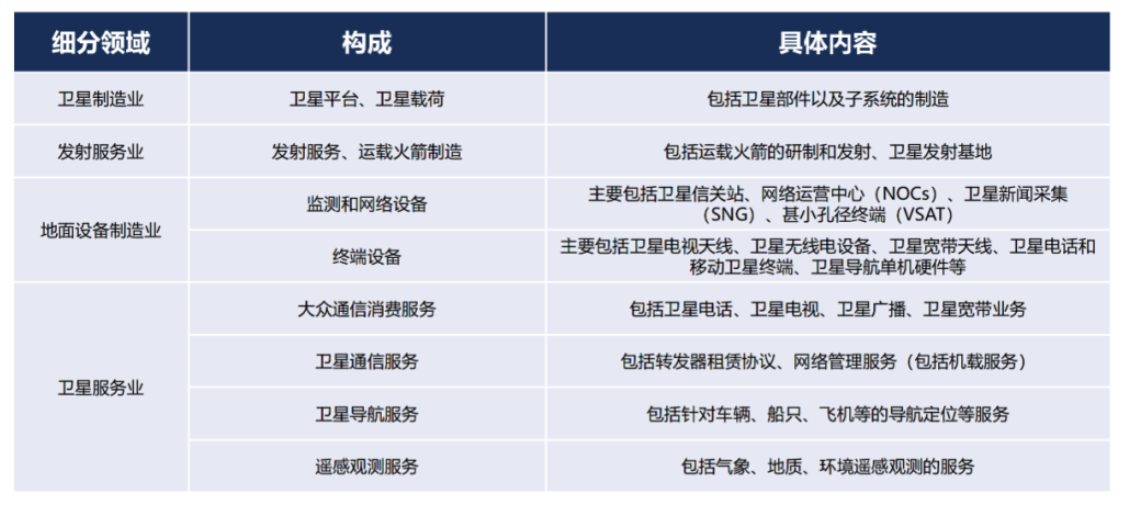 细分领域
构成
具体内容
卫星制造业
卫星平台、卫星载荷
包括卫星部件以及子系统的制造
发射服务业
发射服务、运载火箭制造
包括运载火箭的研制和发射、卫星发射基地
地面设备制造业
监测和网络设备
主要包括卫星信关站、网络运营中心（NOCs）、卫星新闻采集
（SNG）、甚小孔径终端（VSAT）
终端设备
主要包括卫星电视天线、卫星无线电设备、卫星宽带天线、卫星电话和
移动卫星终端、卫星导航单机硬件等
卫星服务业
大众通信消费服务
包括卫星电话、卫星电视、卫星广播、卫星宽带业务
卫星通信服务
包括转发器租赁协议、网络管理服务（包括机载服务）
卫星导航服务
包括针对车辆、船只、飞机等的导航定位等服务
遥感观测服务
包括气象、地质、环境遥感观测的服务